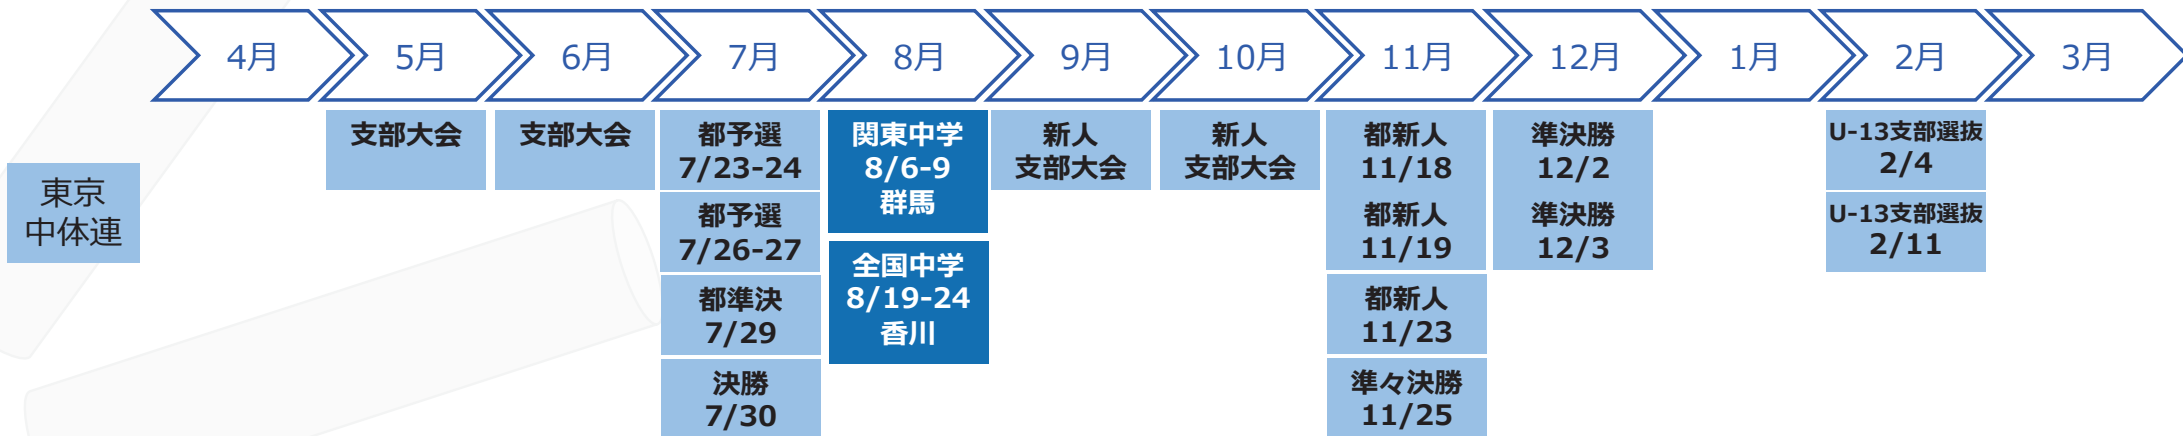 4月
5月
6月
7月
8月
9月
10月
11月
12月
1月
2月
3月
東京
中体連
支部大会
支部大会
都予選
7/23-24
都予選
7/26-27
都準決
7/29
決勝
7/30
関東中学
8/6-9
群馬
全国中学
8/19-24
香川
新人
支部大会
新人
支部大会
都新人
11/18
都新人
11/19
都新人
11/23
準々決勝
11/25
準決勝
12/2
準決勝
12/3
U-13支部選抜
2/4
U-13支部選抜
2/11